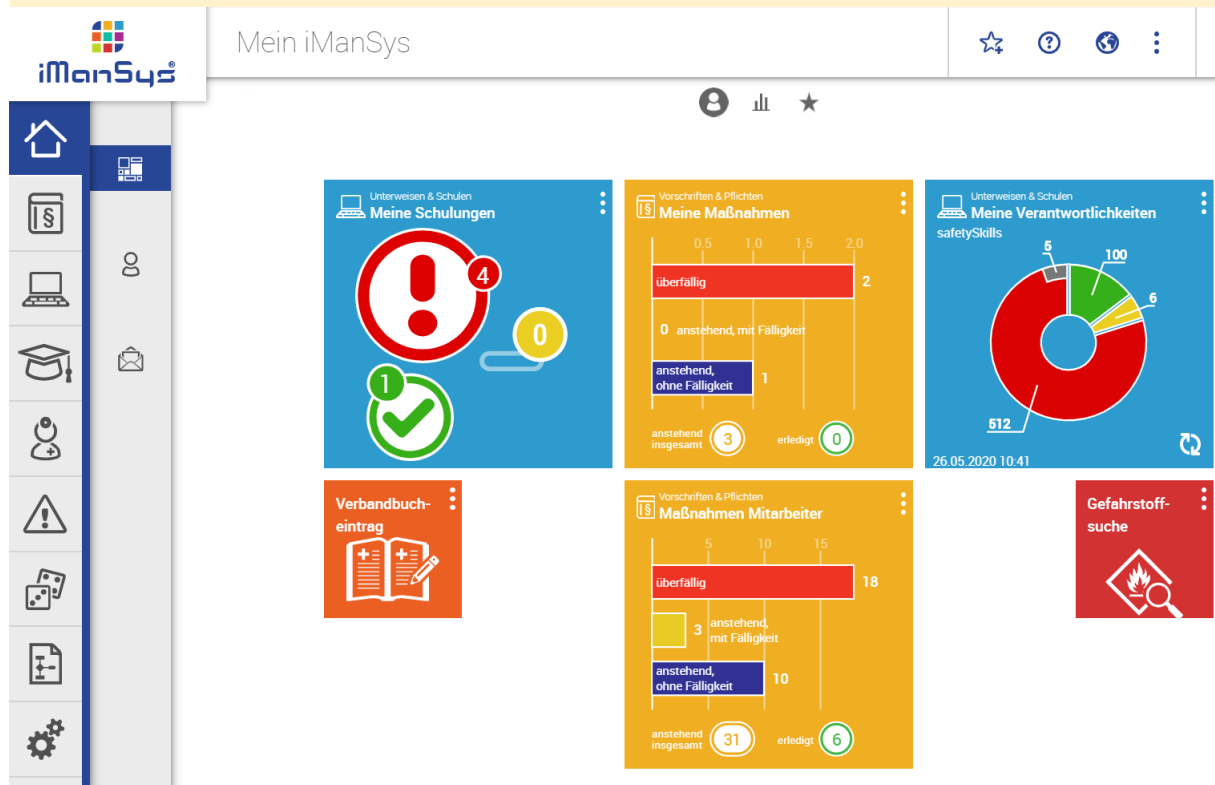 iManSys®
Mein iManSys
Unterweisen & Schulen
Meine Schulungen
4
0
1
Vorschriften & Pflichten
Meine Maßnahmen
0.5 1.0 1.5 2.0
überfällig 2
0 anstehend, mit Fälligkeit
anstehend,
ohne Fälligkeit 1
anstehend
insgesamt 3 erledigt 0
Unterweisen & Schulen
Meine Verantwortlichkeiten
safetySkills
5
100
6
512
26.05.2020 10:41
Verbandbuch-
eintrag
Vorschriften & Pflichten
Maßnahmen Mitarbeiter
5 10 15
überfällig 18
3 anstehend,
mit Fälligkeit
anstehend,
ohne Fälligkeit 10
anstehend
insgesamt 31 erledigt 6
Gefahrstoff-
suche
§